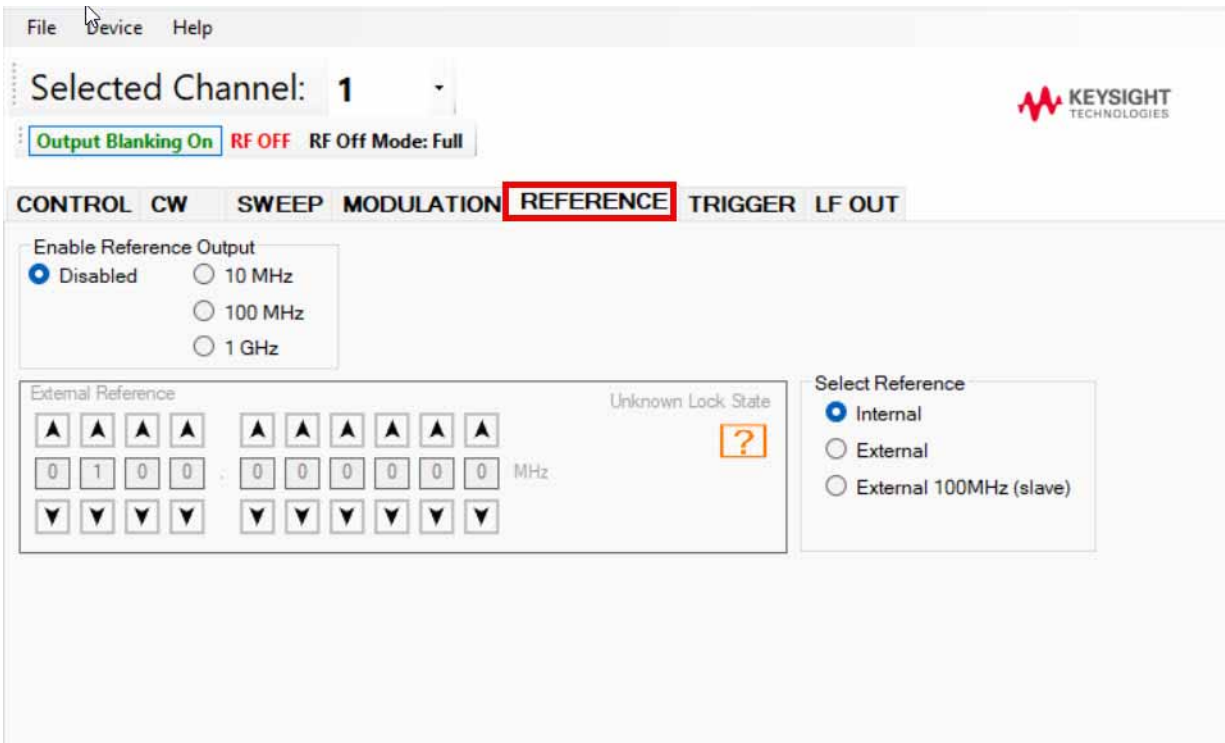 File Device Help
Selected Channel: 1
KEYSIGHT
TECHNOLOGIES
Output Blanking On RF OFF RF Off Mode: Full
CONTROL CW SWEEP MODULATION REFERENCE TRIGGER LF OUT
Enable Reference Output
Disabled 10 MHz
100 MHz
1 GHz
External Reference
Unknown Lock State
?
0 1 0 0 . 0 0 0 0 0 0 MHz
Select Reference
Internal
External
External 100MHz (slave)